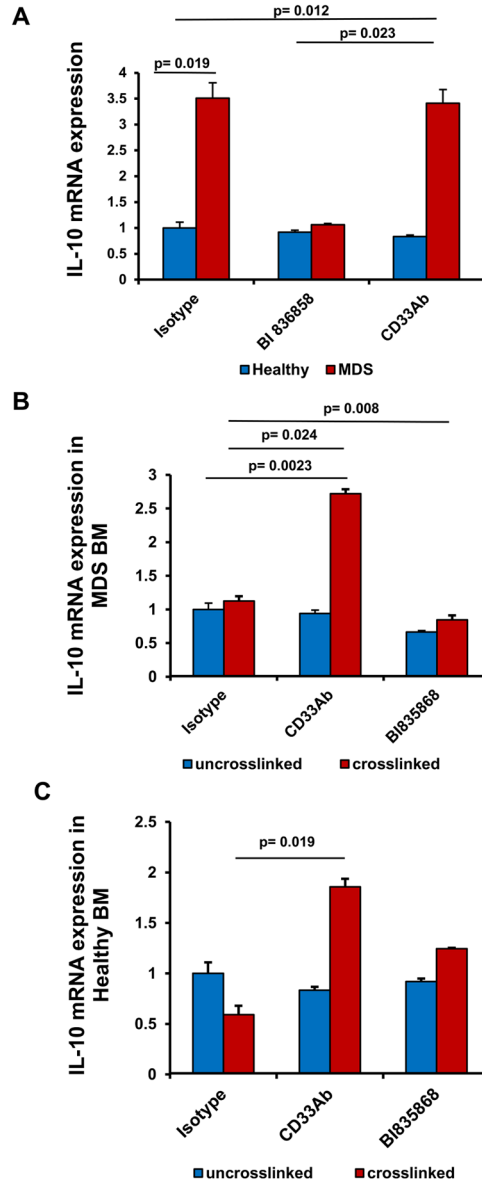 A
p= 0.012
p= 0.023
p= 0.019
IL-10 mRNA expression
4
3.5
3
2.5
2
1.5
1
0.5
0
Isotype
BI 836858
CD33Ab
Healthy
MDS
B
p= 0.008
p= 0.024
p= 0.0023
IL-10 mRNA expression in
MDS BM
3
2.5
2
1.5
1
0.5
0
Isotype
CD33Ab
BI835868
uncrosslinked
crosslinked
C
p= 0.019
IL-10 mRNA expression in
Healthy BM
2.5
2
1.5
1
0.5
0
Isotype
CD33Ab
BI835868
uncrosslinked
crosslinked